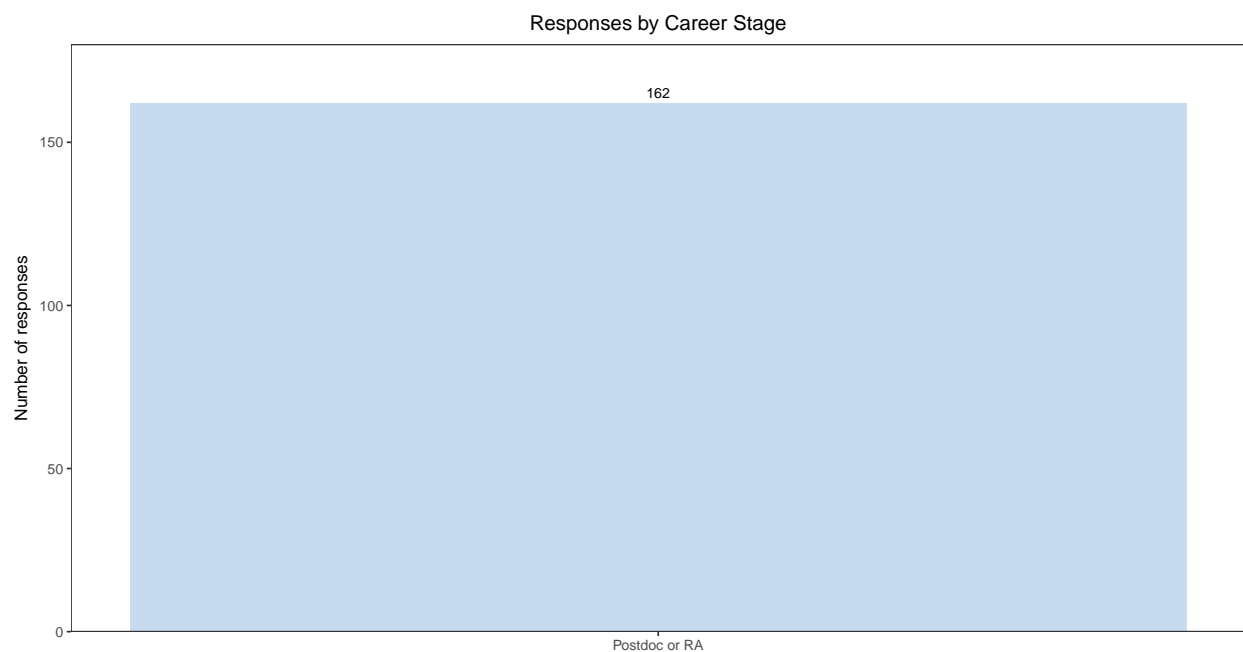 Responses by Career Stage
162
150
100
50
0
Number of responses
Postdoc or RA